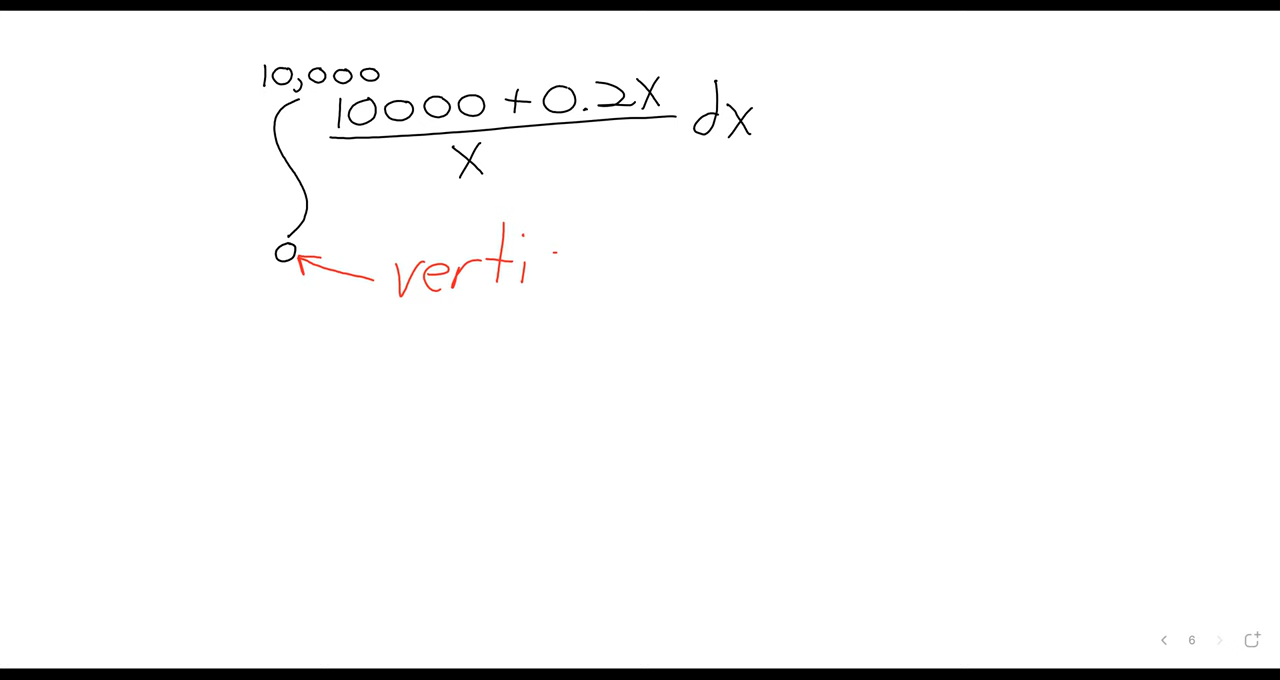 10,000
∫ 10000 + 0.2x dx
x
0
verti
6